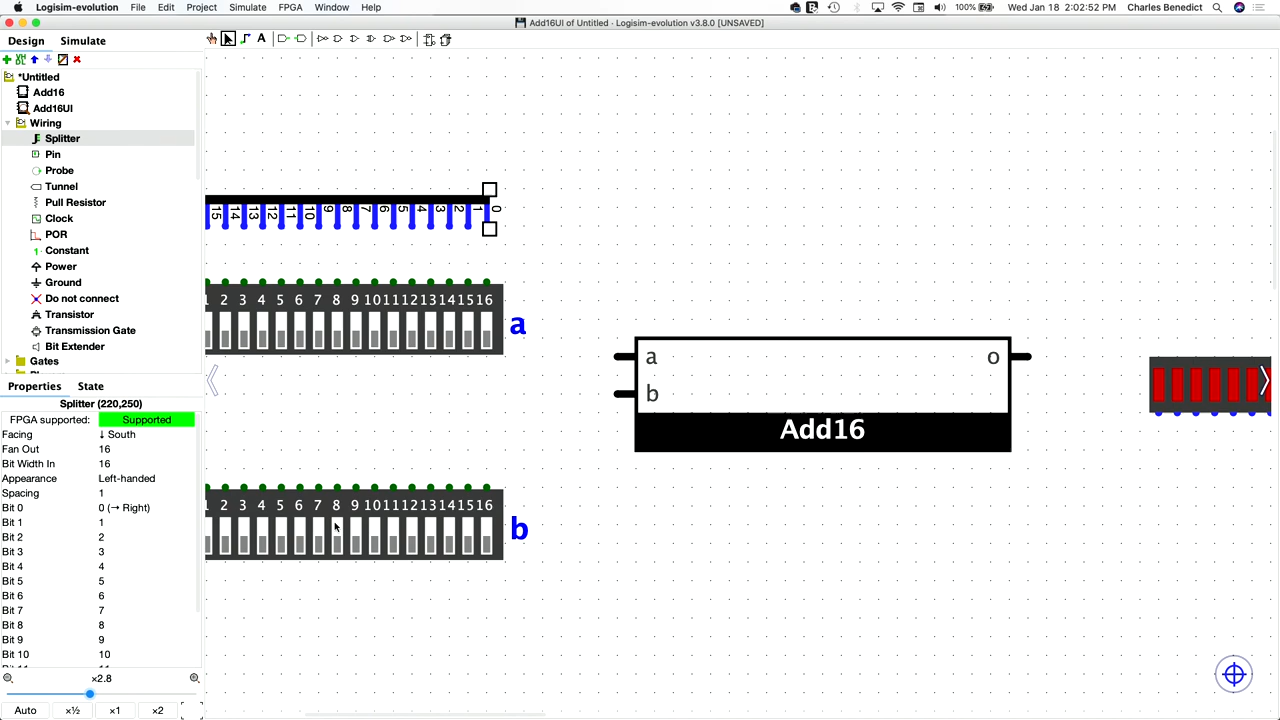 Logisim-evolution File Edit Project Simulate FPGA Window Help 100% Wed Jan 18 2:02:52 PM Charles Benedict
Add16UI of Untitled · Logisim-evolution v3.8.0 [UNSAVED]
Design Simulate
*Untitled
Add16
Add16UI
Wiring
Splitter
Pin
Probe
Tunnel
Pull Resistor
Clock
POR
Constant
Power
Ground
Do not connect
Transistor
Transmission Gate
Bit Extender
Gates
Properties State
Splitter (220,250)
FPGA supported: Supported
Facing ↓ South
Fan Out 16
Bit Width In 16
Appearance Left-handed
Spacing 1
Bit 0 0 (→ Right)
Bit 1 1
Bit 2 2
Bit 3 3
Bit 4 4
Bit 5 5
Bit 6 6
Bit 7 7
Bit 8 8
Bit 9 9
Bit 10 10
×2.8
Auto ×½ ×1 ×2
15 14 13 12 11 10 9 8 7 6 5 4 3 2 1 0
1 2 3 4 5 6 7 8 9 10 11 12 13 14 15 16
a
a o
b
Add16
1 2 3 4 5 6 7 8 9 10 11 12 13 14 15 16
b